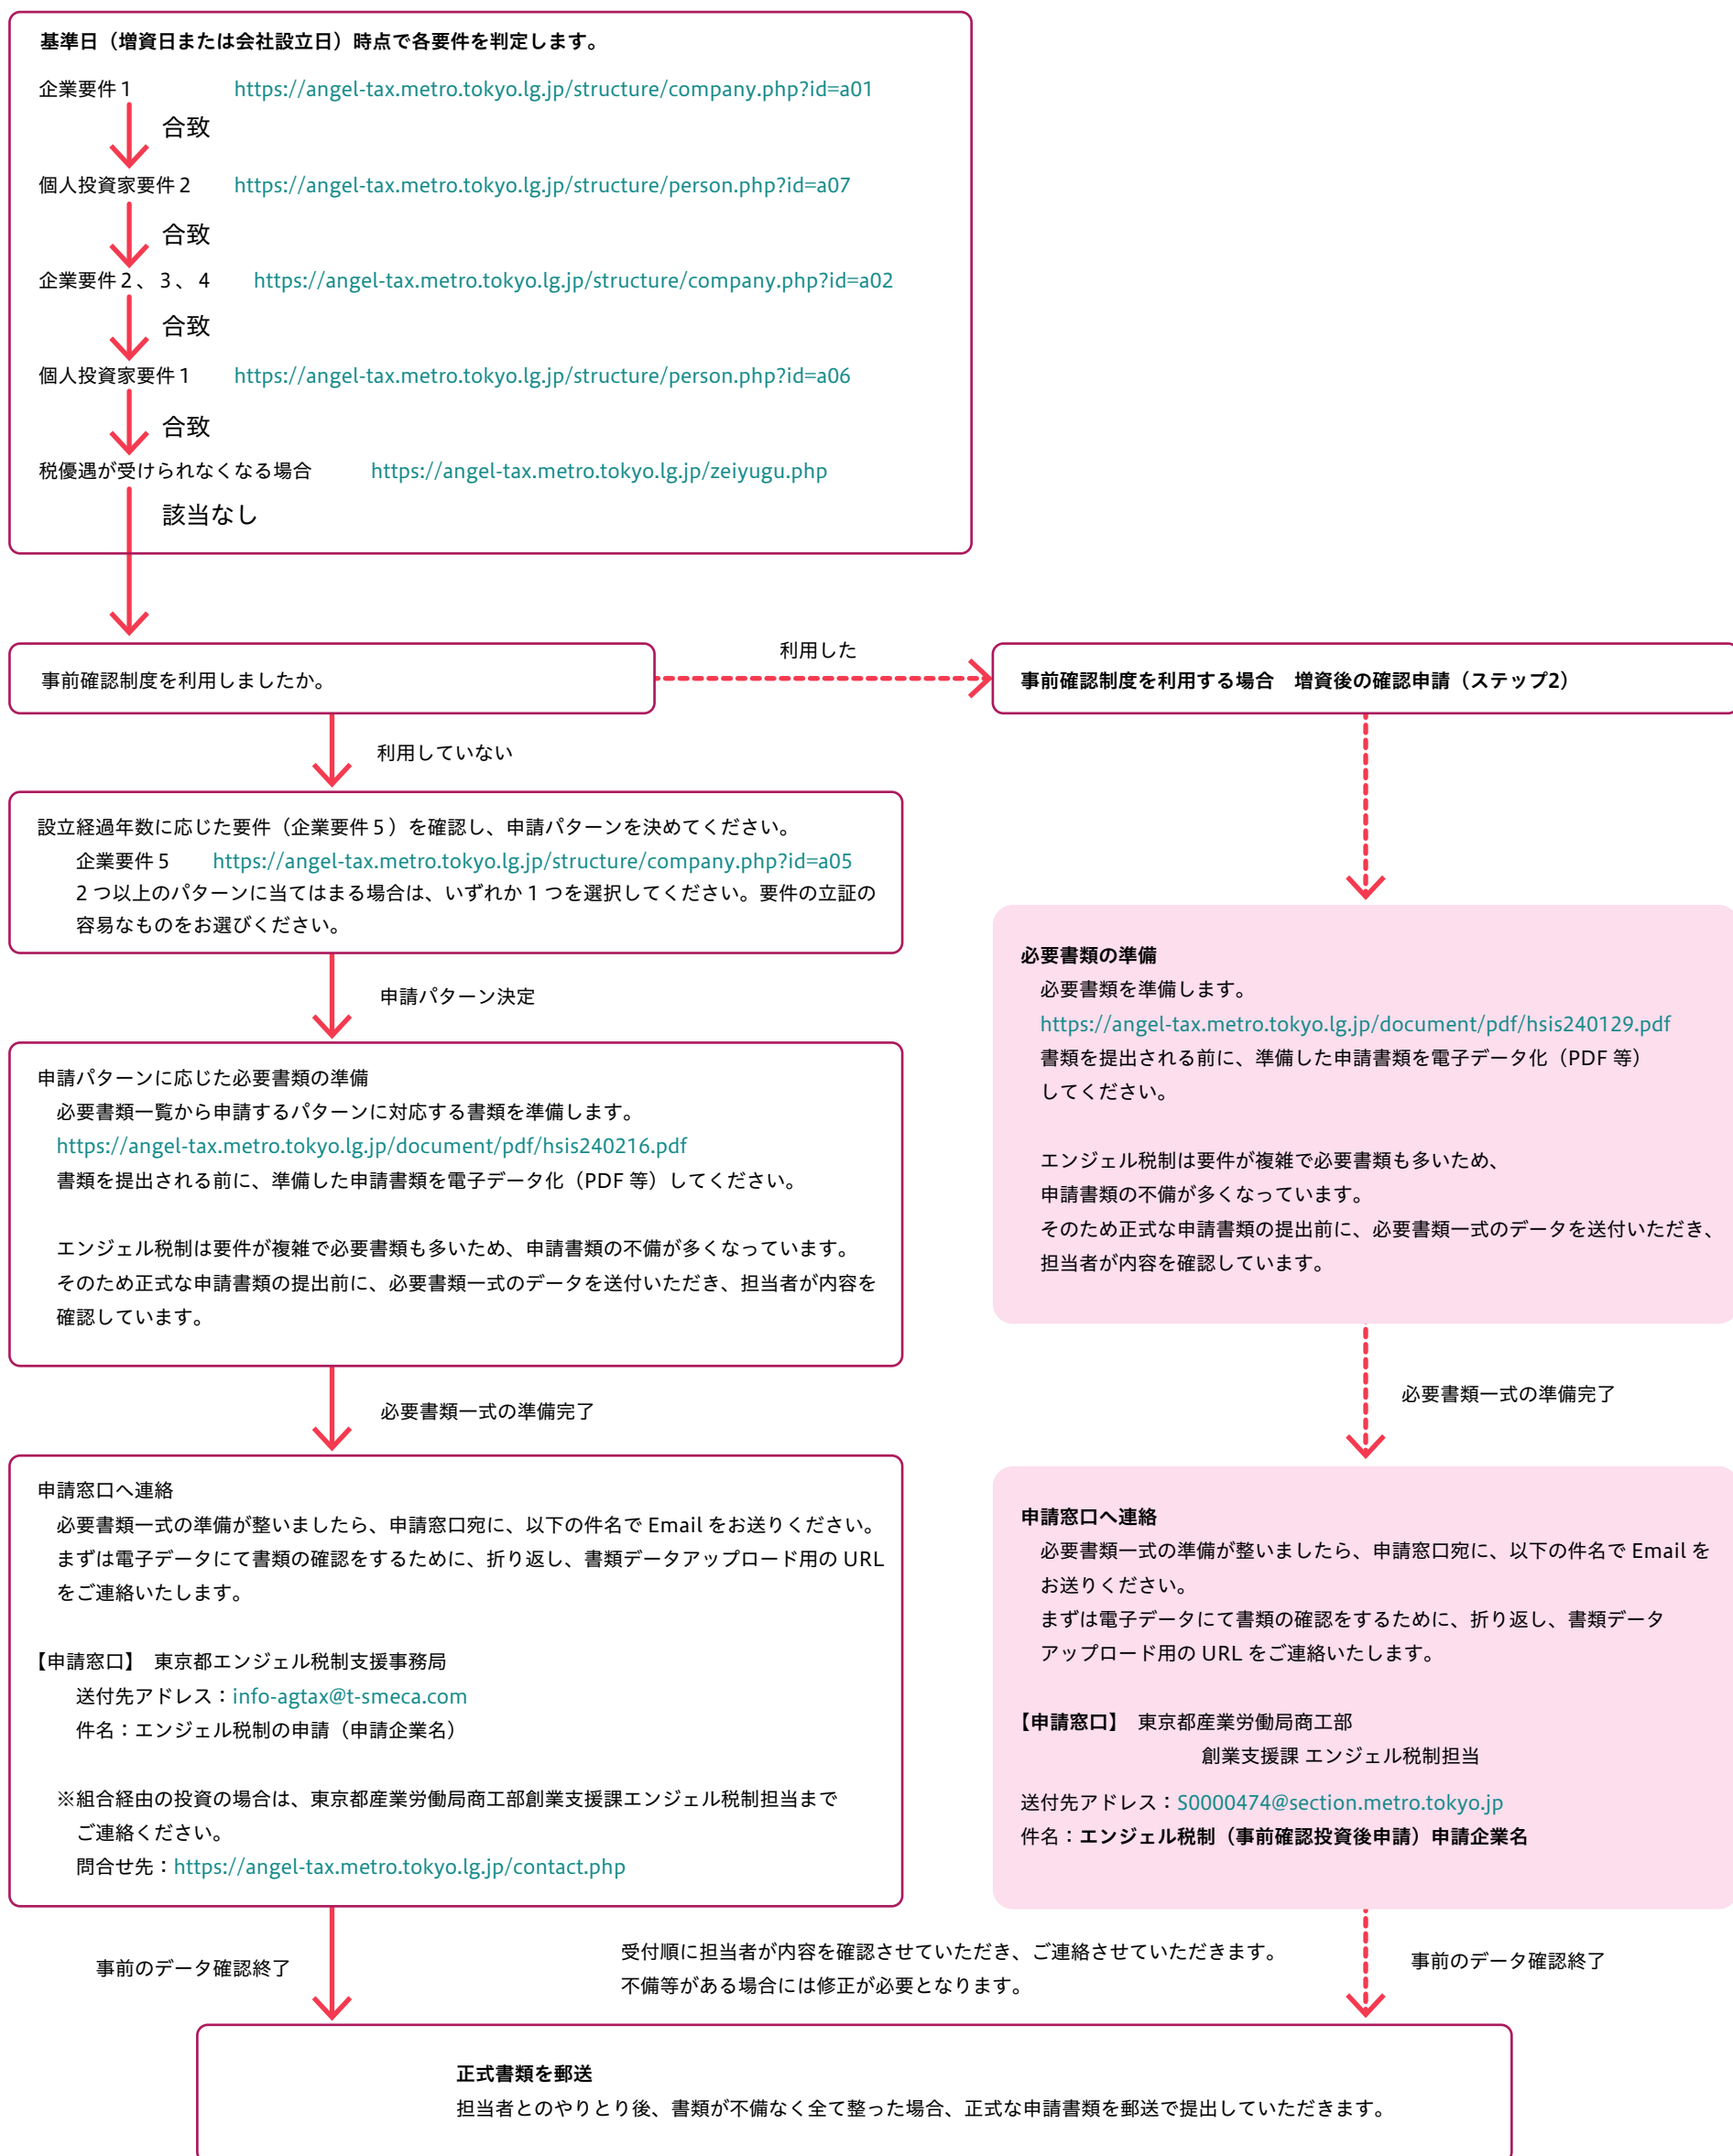 基準日（増資日または会社設立日）時点で各要件を判定します。
企業要件１ https://angel-tax.metro.tokyo.lg.jp/structure/company.php?id=a01
合致
個人投資家要件２ https://angel-tax.metro.tokyo.lg.jp/structure/person.php?id=a07
合致
企業要件２、３、４ https://angel-tax.metro.tokyo.lg.jp/structure/company.php?id=a02
合致
個人投資家要件１ https://angel-tax.metro.tokyo.lg.jp/structure/person.php?id=a06
合致
税優遇が受けられなくなる場合 https://angel-tax.metro.tokyo.lg.jp/zeiyugu.php
該当なし
事前確認制度を利用しましたか。
利用した
事前確認制度を利用する場合　増資後の確認申請（ステップ2）
利用していない
設立経過年数に応じた要件（企業要件５）を確認し、申請パターンを決めてください。
企業要件５ https://angel-tax.metro.tokyo.lg.jp/structure/company.php?id=a05
２つ以上のパターンに当てはまる場合は、いずれか１つを選択してください。要件の立証の
容易なものをお選びください。
申請パターン決定
申請パターンに応じた必要書類の準備
必要書類一覧から申請するパターンに対応する書類を準備します。
https://angel-tax.metro.tokyo.lg.jp/document/pdf/hsis240216.pdf
書類を提出される前に、準備した申請書類を電子データ化（PDF 等）してください。
エンジェル税制は要件が複雑で必要書類も多いため、申請書類の不備が多くなっています。
そのため正式な申請書類の提出前に、必要書類一式のデータを送付いただき、担当者が内容を
確認しています。
必要書類一式の準備完了
申請窓口へ連絡
必要書類一式の準備が整いましたら、申請窓口宛に、以下の件名で Email をお送りください。
まずは電子データにて書類の確認をするために、折り返し、書類データアップロード用の URL
をご連絡いたします。
【申請窓口】 東京都エンジェル税制支援事務局
送付先アドレス：info-agtax@t-smeca.com
件名：エンジェル税制の申請（申請企業名）
※組合経由の投資の場合は、東京都産業労働局商工部創業支援課エンジェル税制担当まで
ご連絡ください。
問合せ先：https://angel-tax.metro.tokyo.lg.jp/contact.php
事前のデータ確認終了
必要書類の準備
必要書類を準備します。
https://angel-tax.metro.tokyo.lg.jp/document/pdf/hsis240129.pdf
書類を提出される前に、準備した申請書類を電子データ化（PDF 等）
してください。
エンジェル税制は要件が複雑で必要書類も多いため、
申請書類の不備が多くなっています。
そのため正式な申請書類の提出前に、必要書類一式のデータを送付いただき、
担当者が内容を確認しています。
必要書類一式の準備完了
申請窓口へ連絡
必要書類一式の準備が整いましたら、申請窓口宛に、以下の件名で Email を
お送りください。
まずは電子データにて書類の確認をするために、折り返し、書類データ
アップロード用の URL をご連絡いたします。
【申請窓口】 東京都産業労働局商工部
創業支援課 エンジェル税制担当
送付先アドレス：S0000474@section.metro.tokyo.jp
件名：エンジェル税制（事前確認投資後申請）申請企業名
事前のデータ確認終了
受付順に担当者が内容を確認させていただき、ご連絡させていただきます。
不備等がある場合には修正が必要となります。
正式書類を郵送
担当者とのやりとり後、書類が不備なく全て整った場合、正式な申請書類を郵送で提出していただきます。